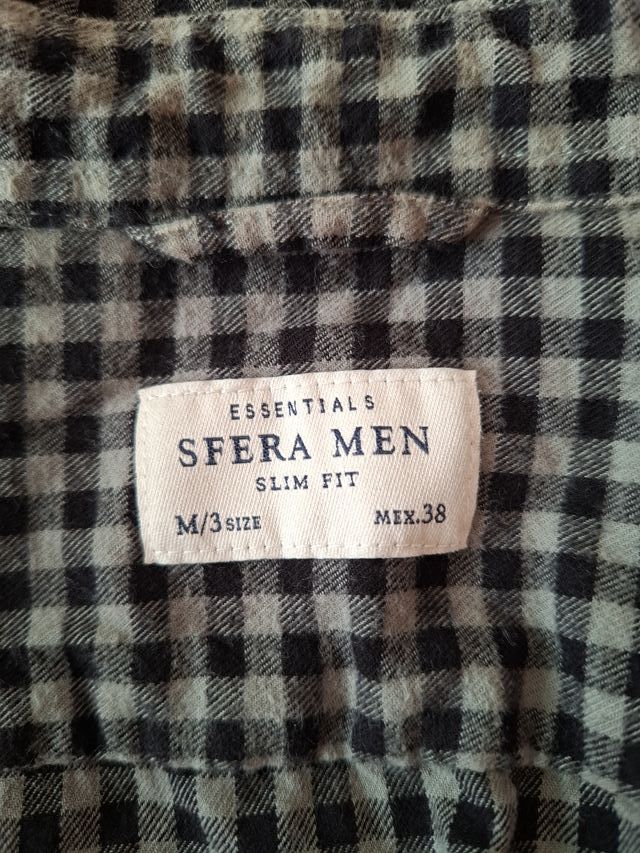 ESSENTIALS
SFERA MEN
SLIM FIT
M/3 SIZE MEX.38